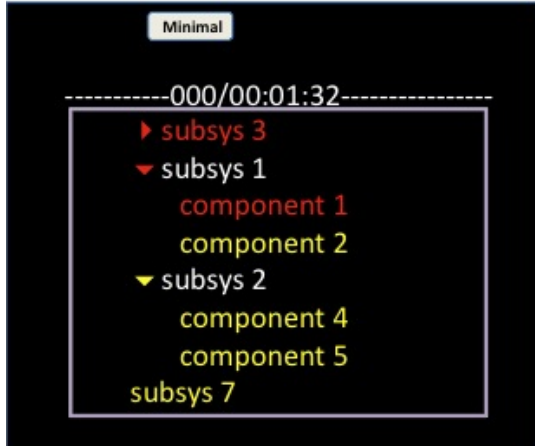 Minimal
-----------000/00:01:32----------------
subsys 3
subsys 1
component 1
component 2
subsys 2
component 4
component 5
subsys 7